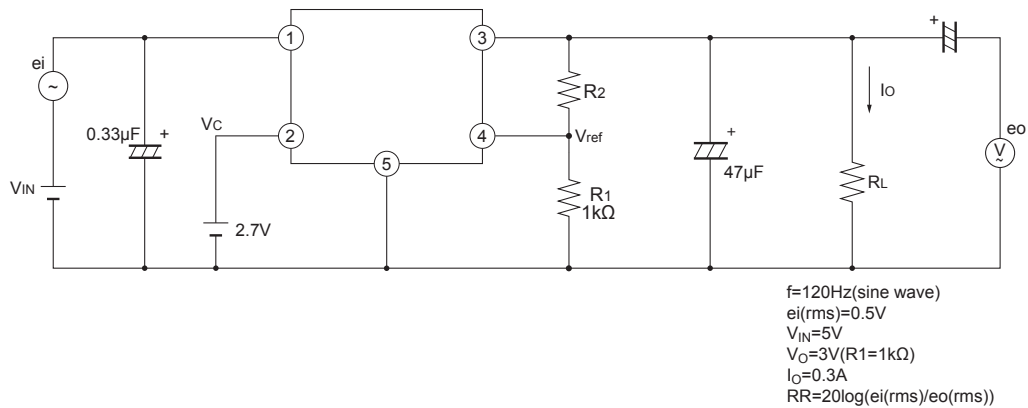 1
3
ei
~
R2
IO
+
0.33μF
+
VC
2
4
Vref
+
eo
V
~
5
47μF
RL
VIN
R1
1kΩ
2.7V
f=120Hz(sine wave)
ei(rms)=0.5V
VIN=5V
VO=3V(R1=1kΩ)
IO=0.3A
RR=20log(ei(rms)/eo(rms))